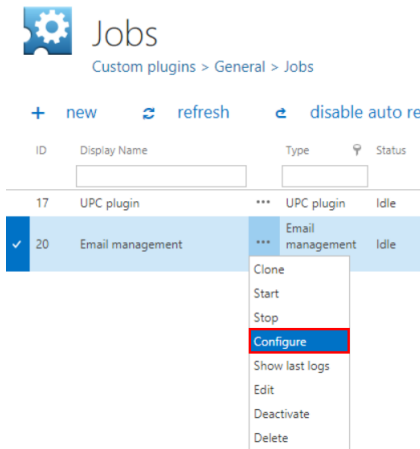 Jobs
Custom plugins > General > Jobs
+ new refresh disable auto re
ID Display Name Type Status
17 UPC plugin ... UPC plugin Idle
20 Email management ... Email management Idle
Clone
Start
Stop
Configure
Show last logs
Edit
Deactivate
Delete